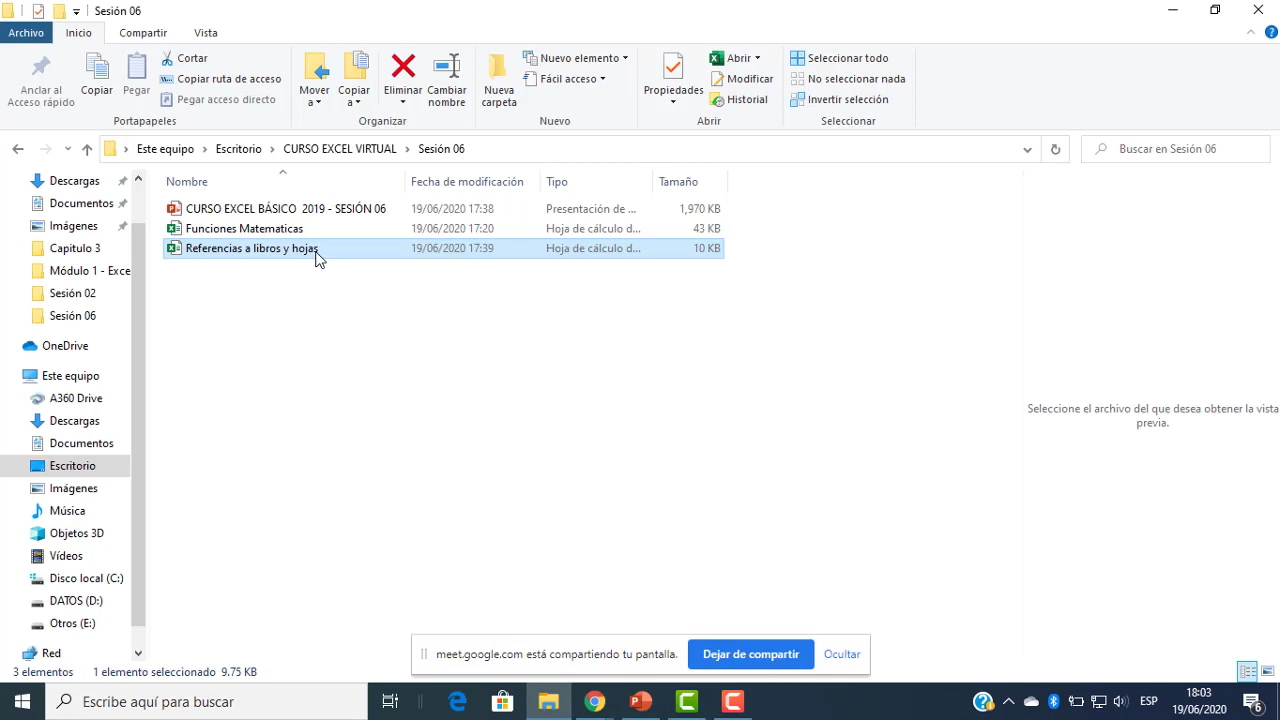 Sesión 06
Archivo Inicio Compartir Vista
Anclar al Acceso rápido
Copiar
Pegar
Cortar
Copiar ruta de acceso
Pegar acceso directo
Portapapeles
Mover a
Copiar a
Eliminar
Cambiar nombre
Organizar
Nueva carpeta
Nuevo elemento
Fácil acceso
Nuevo
Propiedades
Abrir
Modificar
Historial
Abrir
Seleccionar todo
No seleccionar nada
Invertir selección
Seleccionar
Este equipo Escritorio CURSO EXCEL VIRTUAL Sesión 06
Buscar en Sesión 06
Descargas
Documentos
Imágenes
Capitulo 3
Módulo 1 - Exce
Sesión 02
Sesión 06
OneDrive
Este equipo
A360 Drive
Descargas
Documentos
Escritorio
Imágenes
Música
Objetos 3D
Vídeos
Disco local (C:)
DATOS (D:)
Otros (E:)
Red
Nombre Fecha de modificación Tipo Tamaño
CURSO EXCEL BÁSICO 2019 - SESIÓN 06 19/06/2020 17:38 Presentación de ... 1,970 KB
Funciones Matematicas 19/06/2020 17:20 Hoja de cálculo d... 43 KB
Referencias a libros y hojas 19/06/2020 17:39 Hoja de cálculo d... 10 KB
Seleccione el archivo del que desea obtener la vista
previa.
meet.google.com está compartiendo tu pantalla. Dejar de compartir Ocultar
3 elementos 1 elemento seleccionado 9.75 KB
Escribe aquí para buscar
ESP
18:03
19/06/2020
6